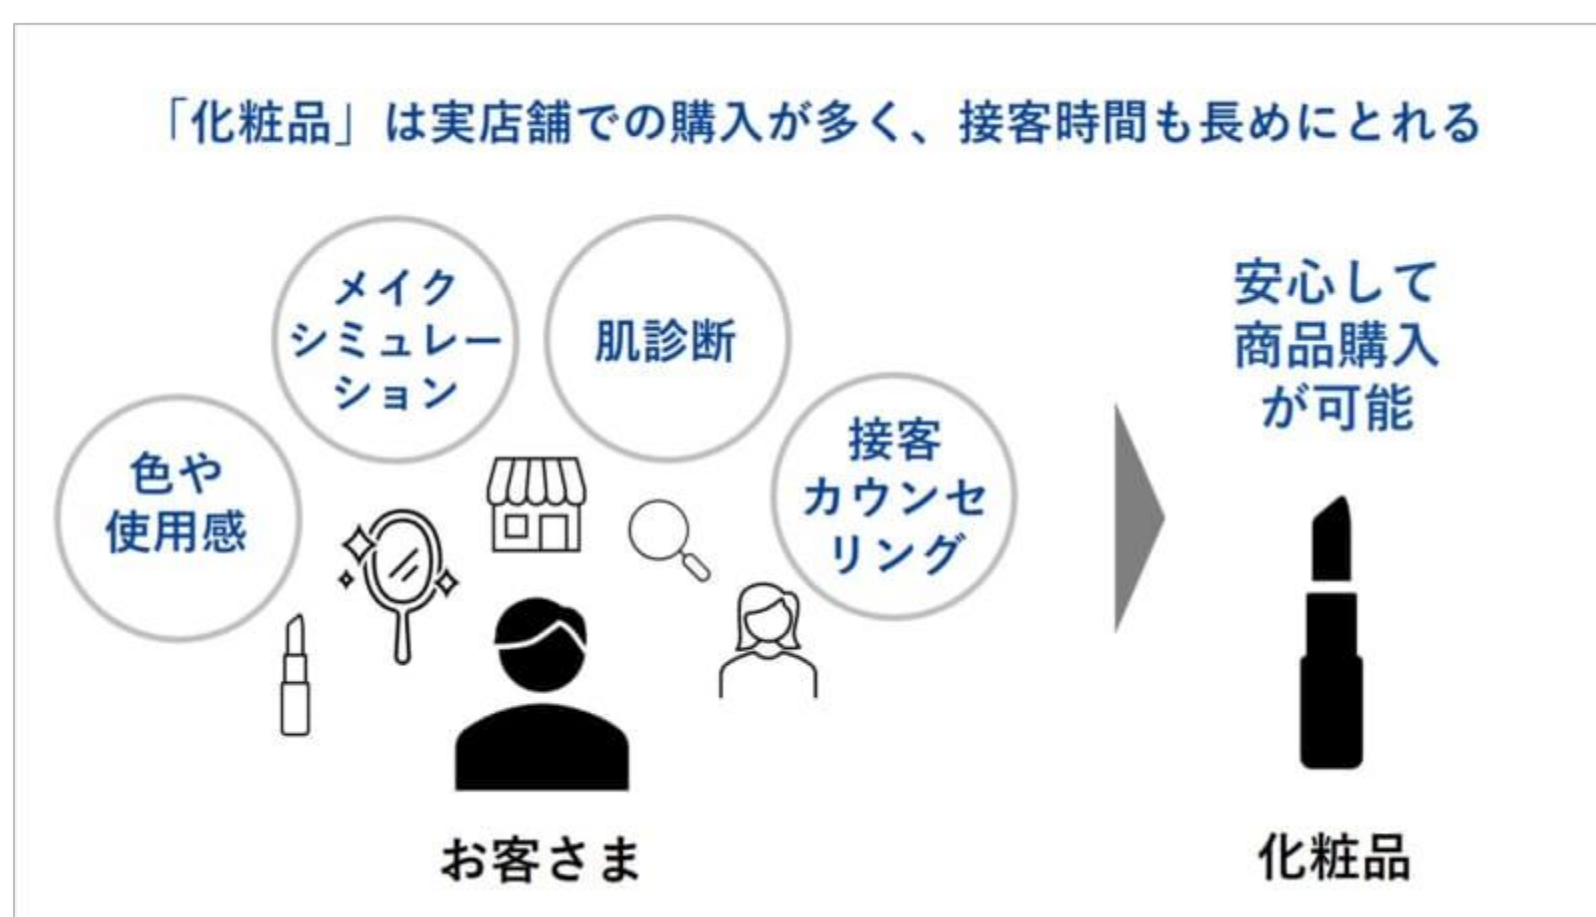 「化粧品」は実店舗での購入が多く、接客時間も長めにとれる
色や
使用感
メイク
シミュレー
ション
肌診断
接客
カウンセ
リング
安心して
商品購入
が可能
お客さま
化粧品